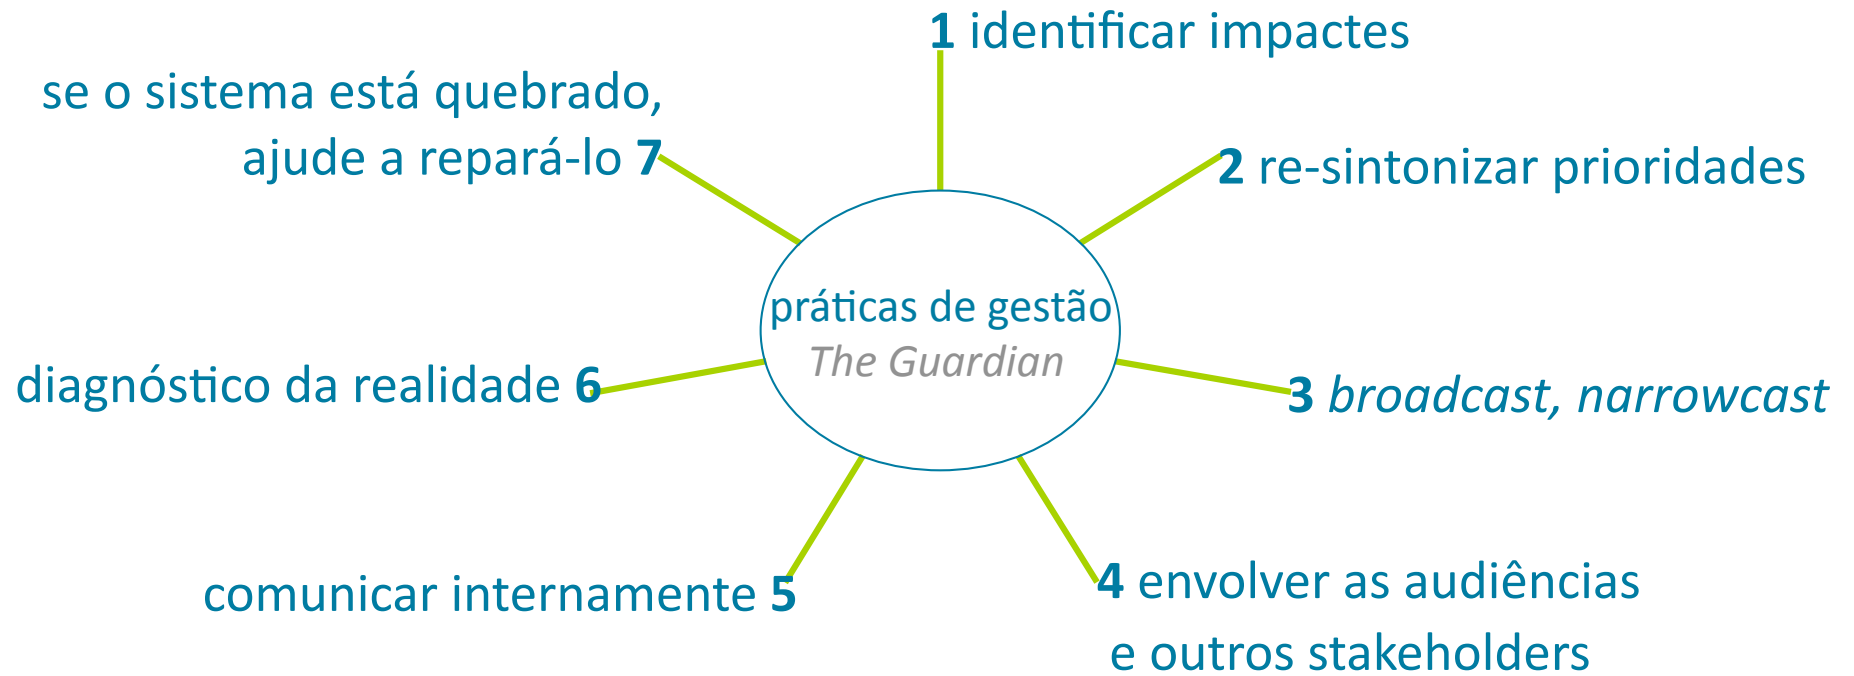 práticas de gestão
The Guardian
1 identificar impactes
2 re-sintonizar prioridades
3 broadcast, narrowcast
4 envolver as audiências
e outros stakeholders
comunicar internamente 5
diagnóstico da realidade 6
se o sistema está quebrado,
ajude a repará-lo 7